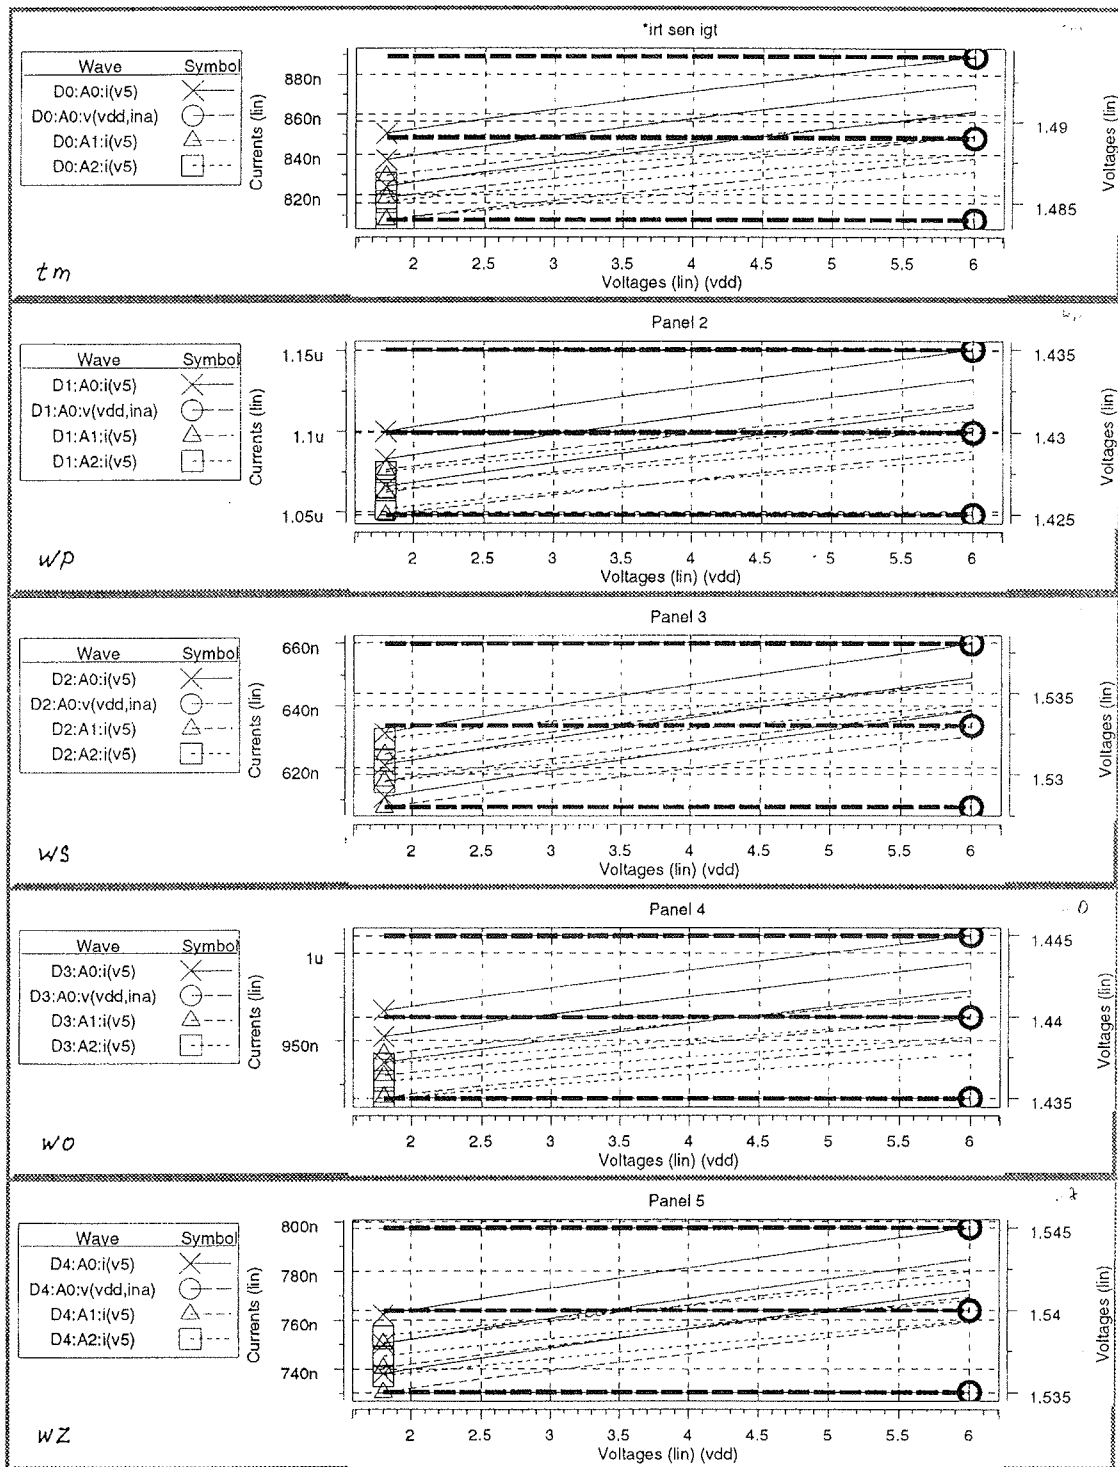 *irt sen igt
Wave Symbol
D0:A0:i(v5)
D0:A0:v(vdd,ina)
D0:A1:i(v5)
D0:A2:i(v5)
Currents (lin)
880n
860n
840n
820n
Voltages (lin)
1.49
1.485
2 2.5 3 3.5 4 4.5 5 5.5 6
Voltages (lin) (vdd)
tm
Panel 2
Wave Symbol
D1:A0:i(v5)
D1:A0:v(vdd,ina)
D1:A1:i(v5)
D1:A2:i(v5)
Currents (lin)
1.15u
1.1u
1.05u
Voltages (lin)
1.435
1.43
1.425
2 2.5 3 3.5 4 4.5 5 5.5 6
Voltages (lin) (vdd)
wp
Panel 3
Wave Symbol
D2:A0:i(v5)
D2:A0:v(vdd,ina)
D2:A1:i(v5)
D2:A2:i(v5)
Currents (lin)
660n
640n
620n
Voltages (lin)
1.535
1.53
2 2.5 3 3.5 4 4.5 5 5.5 6
Voltages (lin) (vdd)
ws
Panel 4
Wave Symbol
D3:A0:i(v5)
D3:A0:v(vdd,ina)
D3:A1:i(v5)
D3:A2:i(v5)
Currents (lin)
1u
950n
Voltages (lin)
1.445
1.44
1.435
2 2.5 3 3.5 4 4.5 5 5.5 6
Voltages (lin) (vdd)
wo
Panel 5
Wave Symbol
D4:A0:i(v5)
D4:A0:v(vdd,ina)
D4:A1:i(v5)
D4:A2:i(v5)
Currents (lin)
800n
780n
760n
740n
Voltages (lin)
1.545
1.54
1.535
2 2.5 3 3.5 4 4.5 5 5.5 6
Voltages (lin) (vdd)
wz